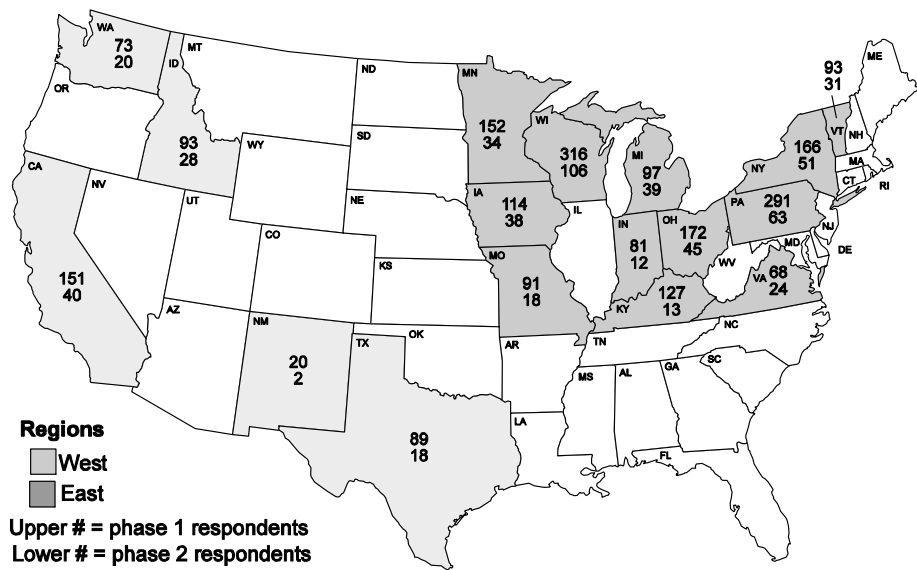 WA
73
20
MT
ID
ND
MN
ME
93
31
OR
VT
NH
152
34
WI
SD
93
28
WY
316
106
MI
97
39
NY
166
51
MA
CT
RI
CA
NV
UT
NE
IA
114
38
IL
IN
81
12
OH
172
45
PA
291
63
NJ
MD
DE
CO
KS
MO
91
18
WV
VA
68
24
151
40
KY
127
13
AZ
NM
20
2
TX
OK
AR
TN
NC
MS
AL
GA
SC
89
18
LA
FL
Regions
West
East
Upper # = phase 1 respondents
Lower # = phase 2 respondents